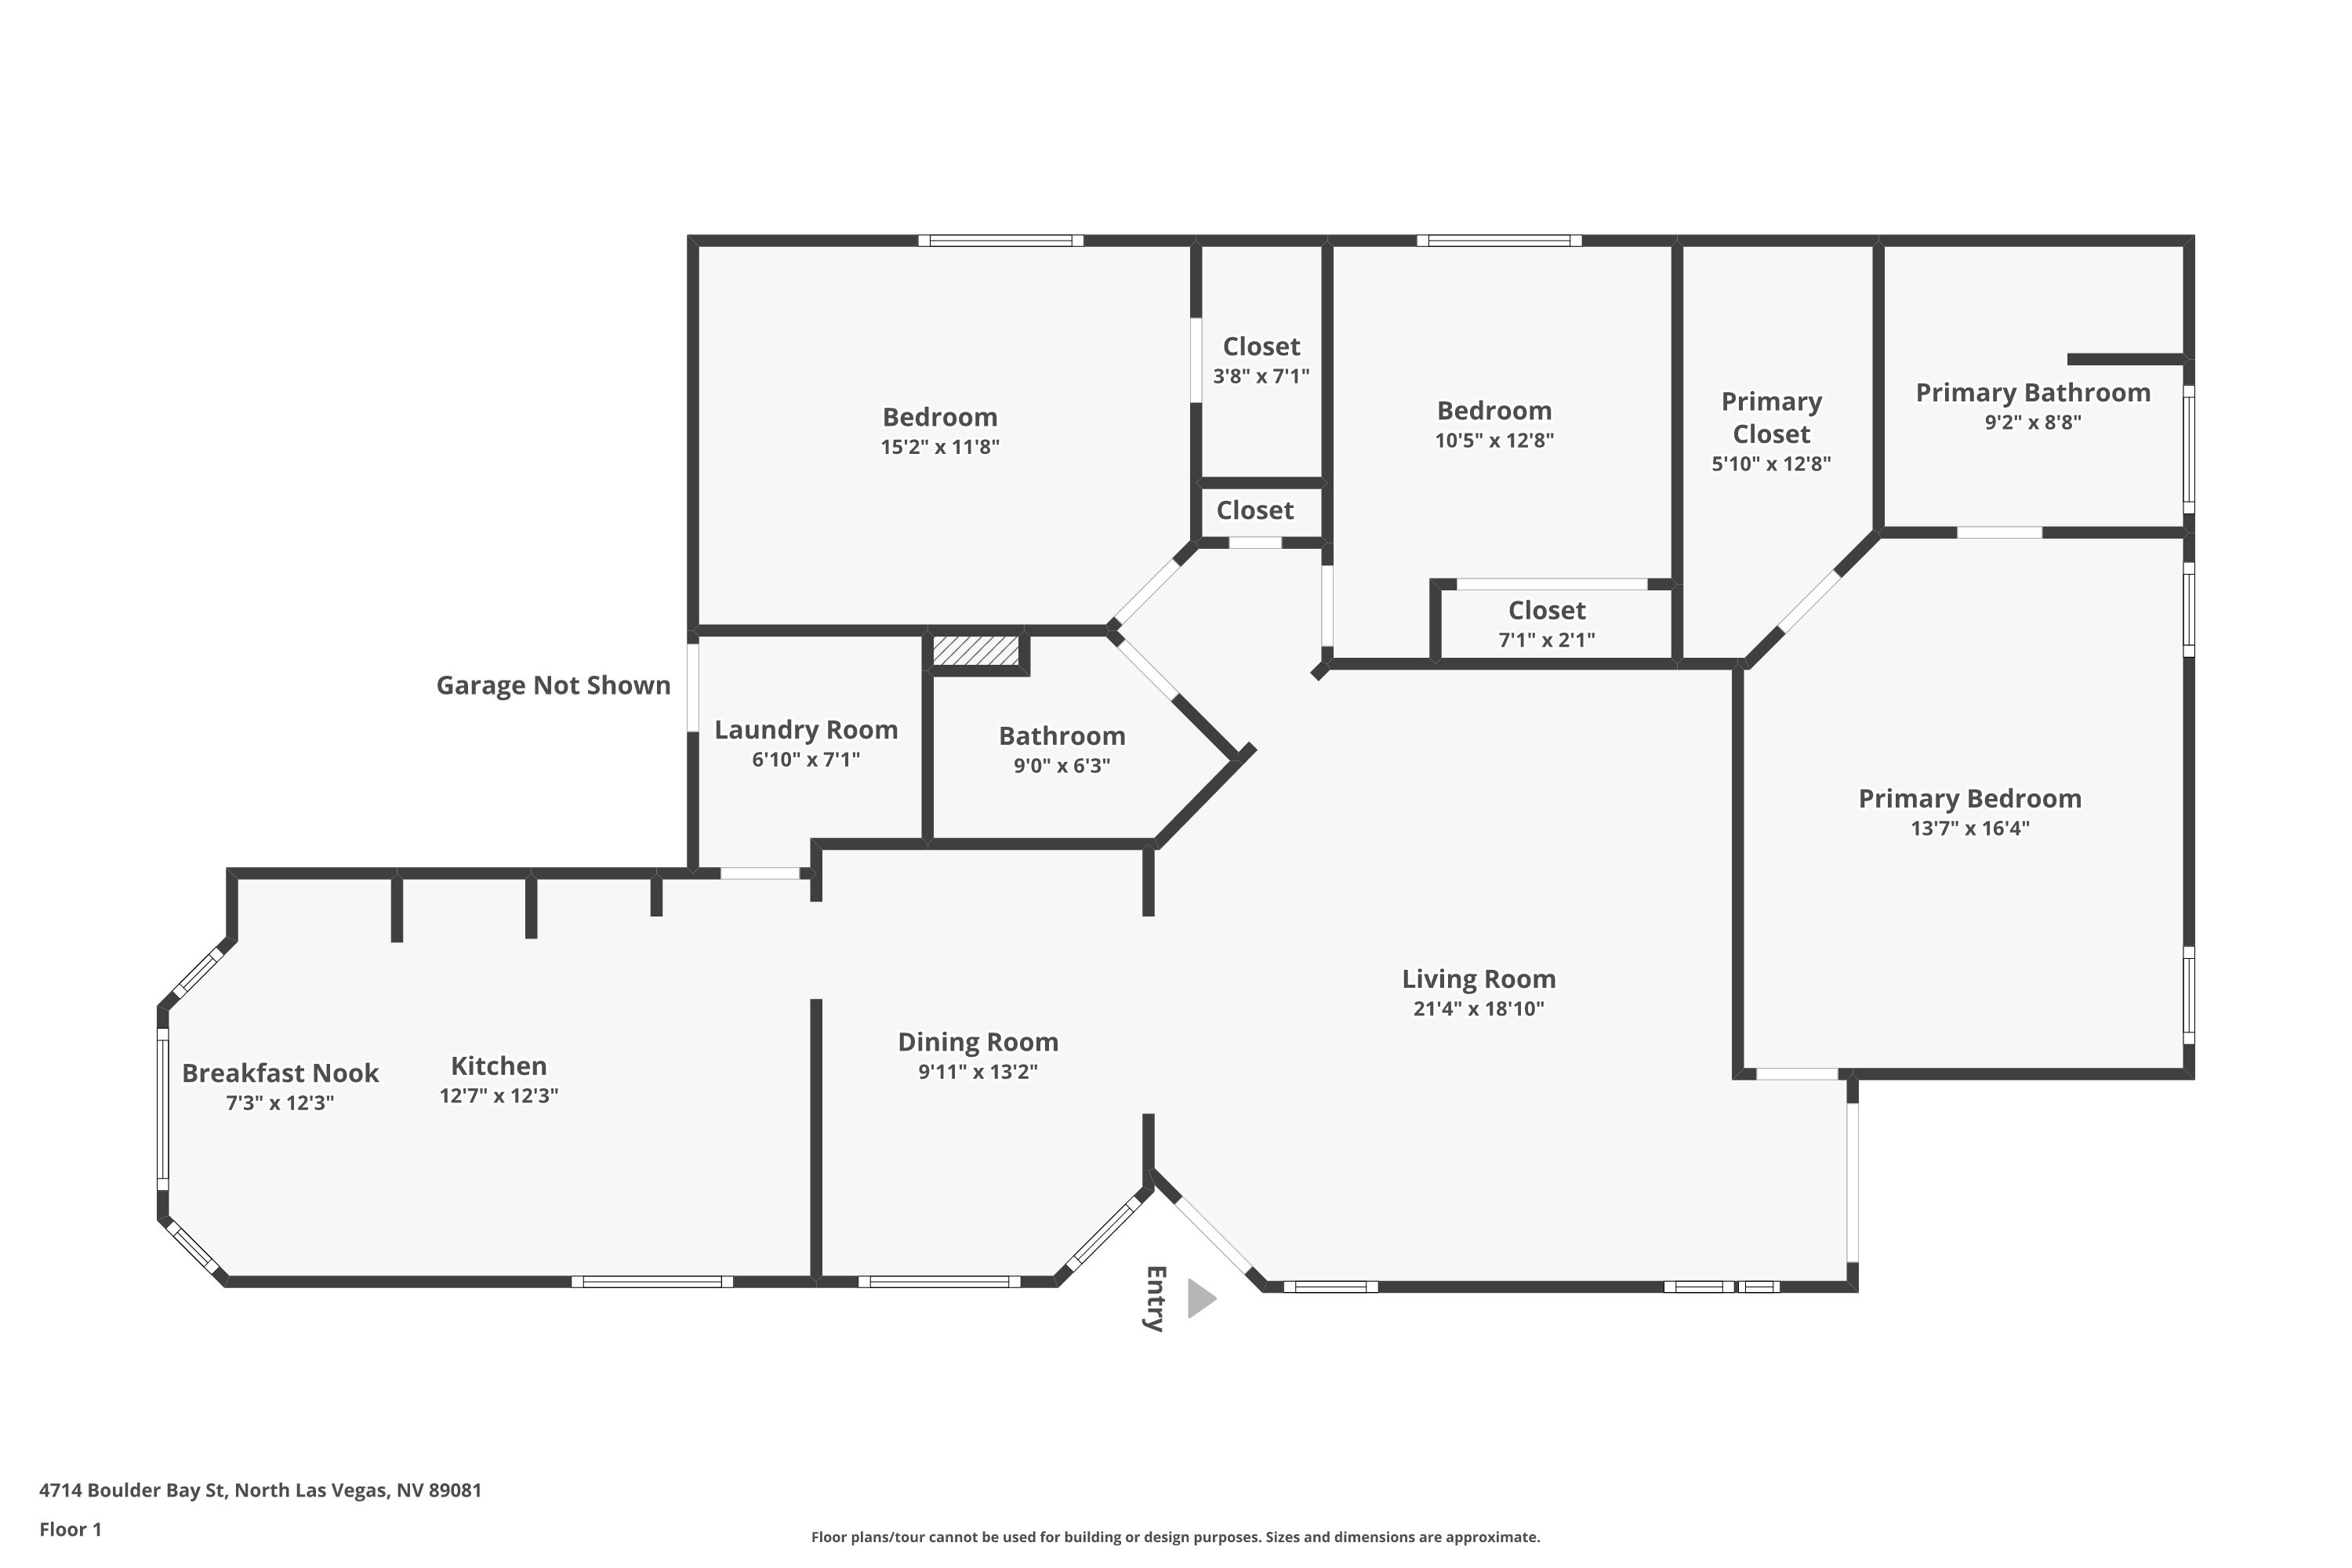 Bedroom
15'2" x 11'8"
Closet
3'8" x 7'1"
Closet
Bedroom
10'5" x 12'8"
Closet
7'1" x 2'1"
Primary
Closet
5'10" x 12'8"
Primary Bathroom
9'2" x 8'8"
Garage Not Shown
Laundry Room
6'10" x 7'1"
Bathroom
9'0" x 6'3"
Primary Bedroom
13'7" x 16'4"
Living Room
21'4" x 18'10"
Dining Room
9'11" x 13'2"
Kitchen
12'7" x 12'3"
Breakfast Nook
7'3" x 12'3"
Entry
4714 Boulder Bay St, North Las Vegas, NV 89081
Floor 1
Floor plans/tour cannot be used for building or design purposes. Sizes and dimensions are approximate.